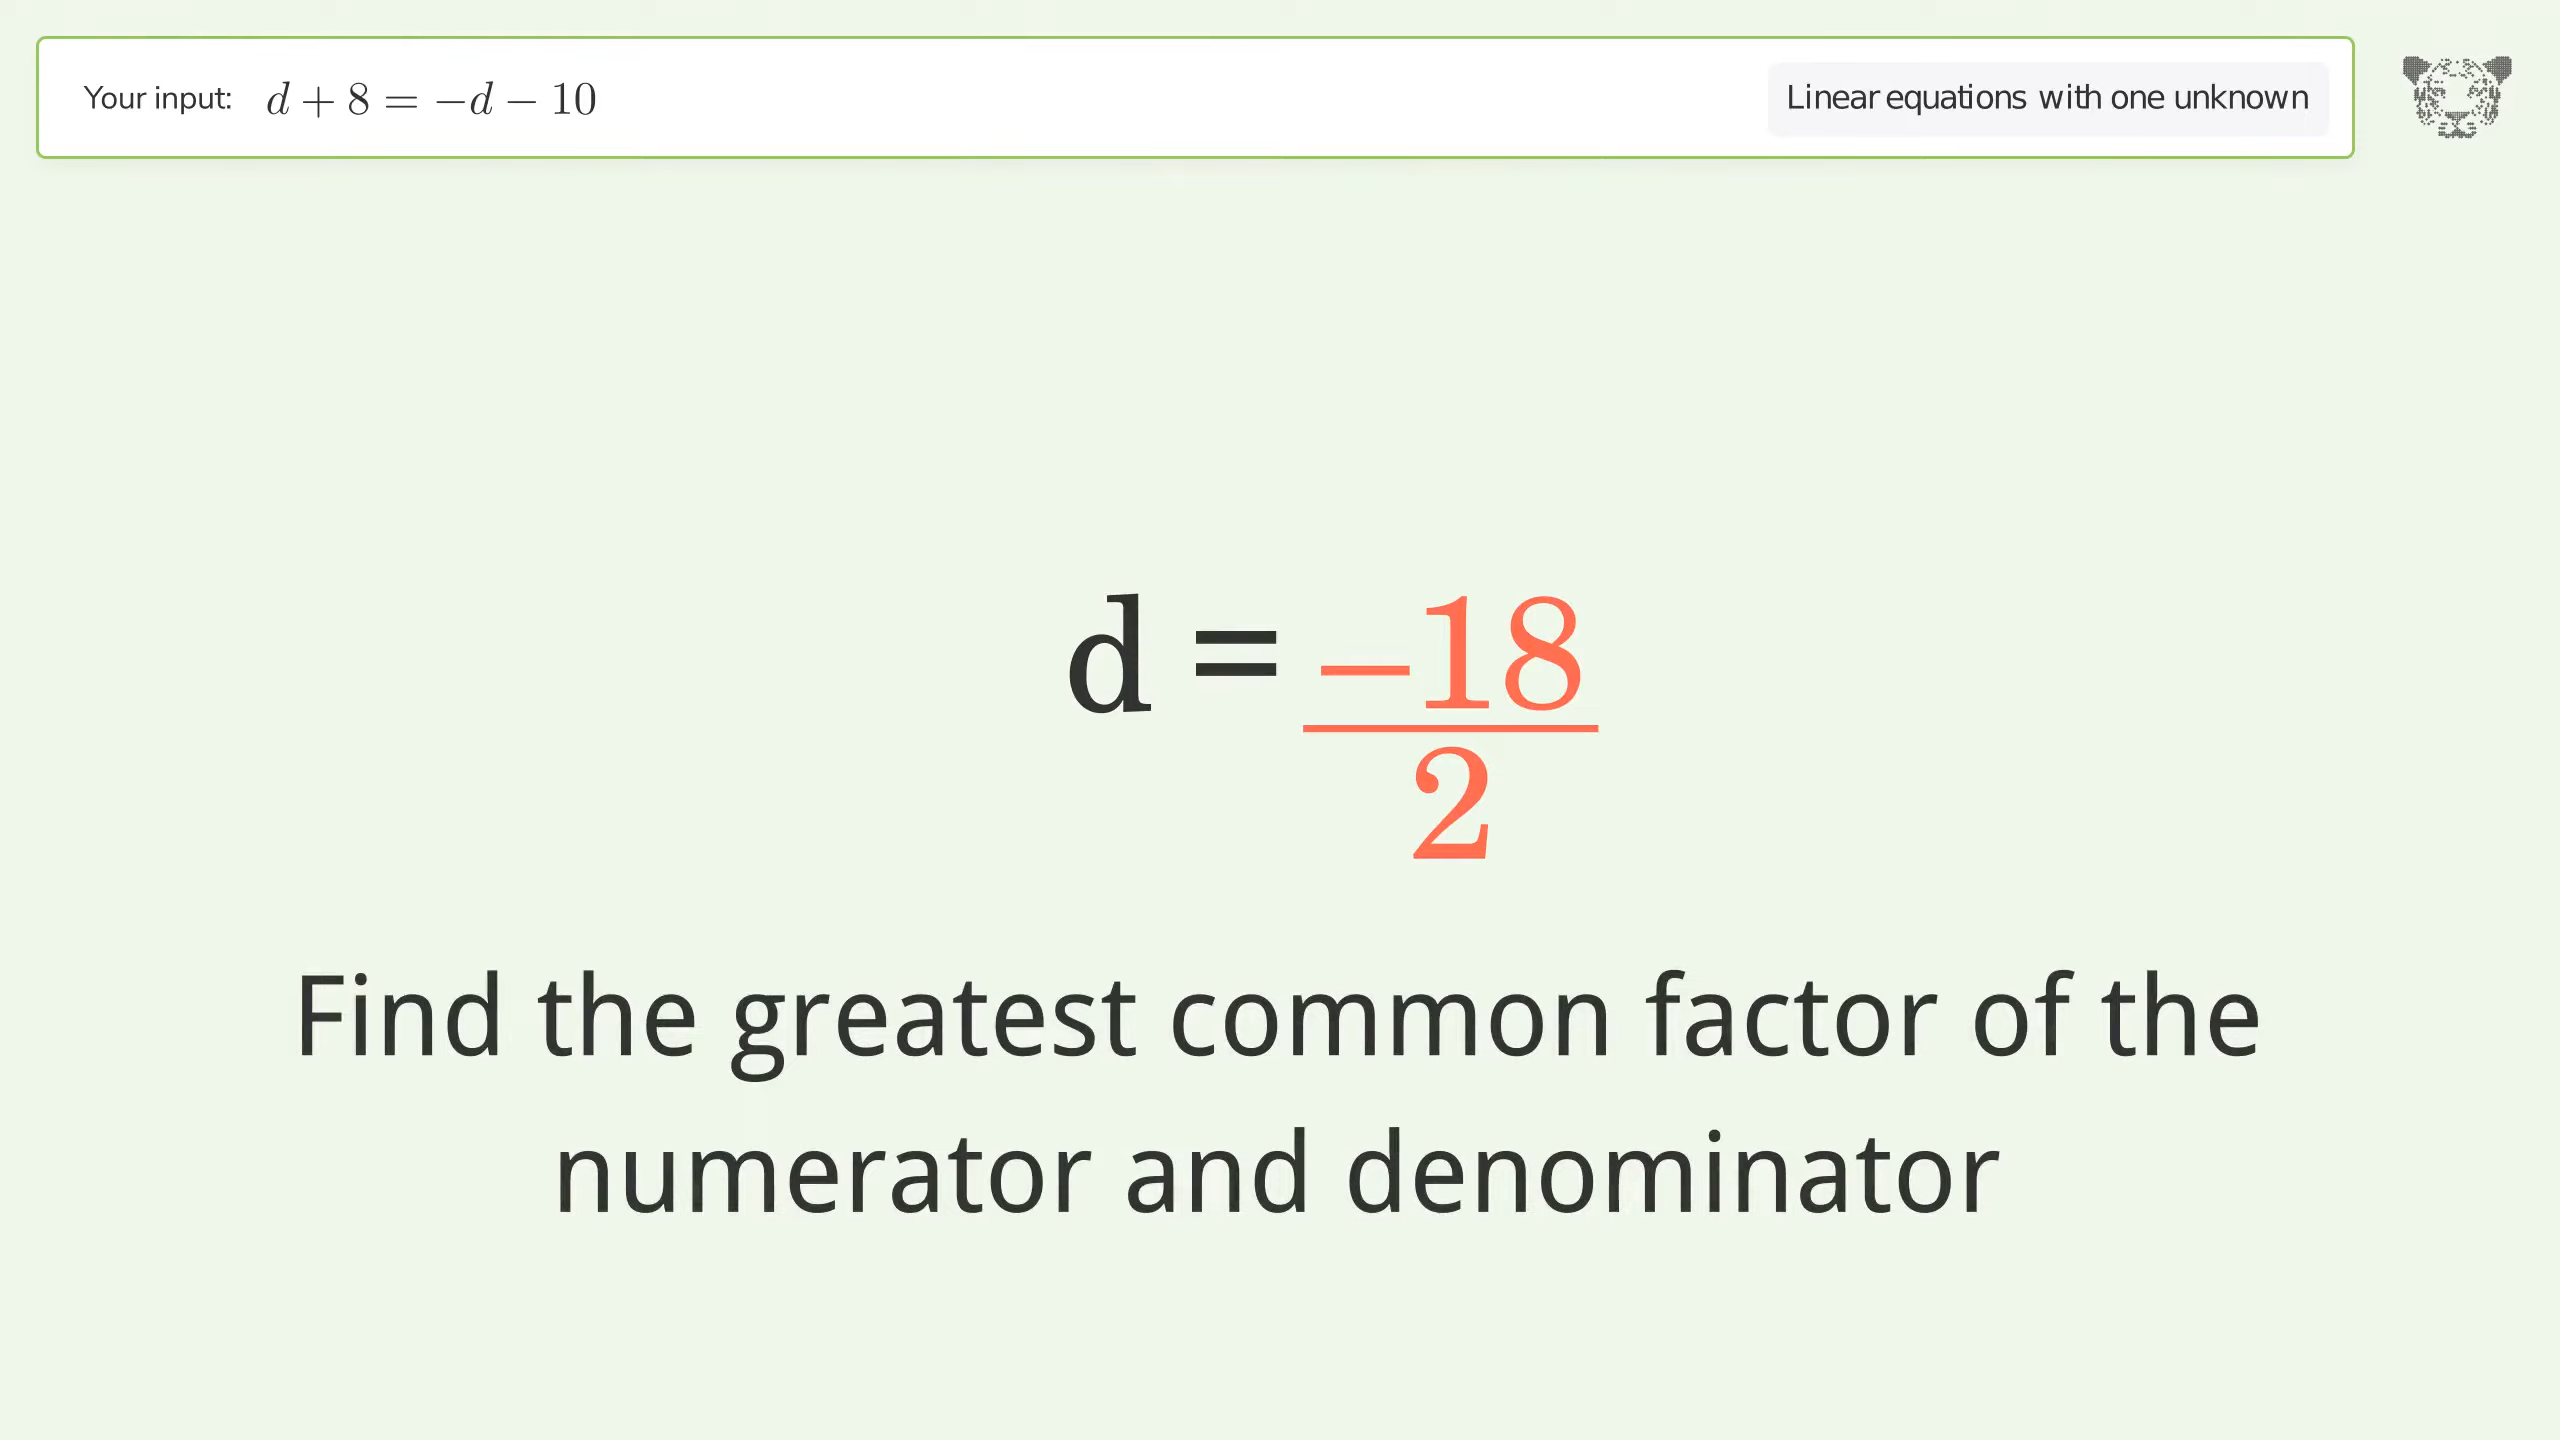 Your input: d + 8 = −d − 10
Linear equations with one unknown
d = −18/2
Find the greatest common factor of the
numerator and denominator